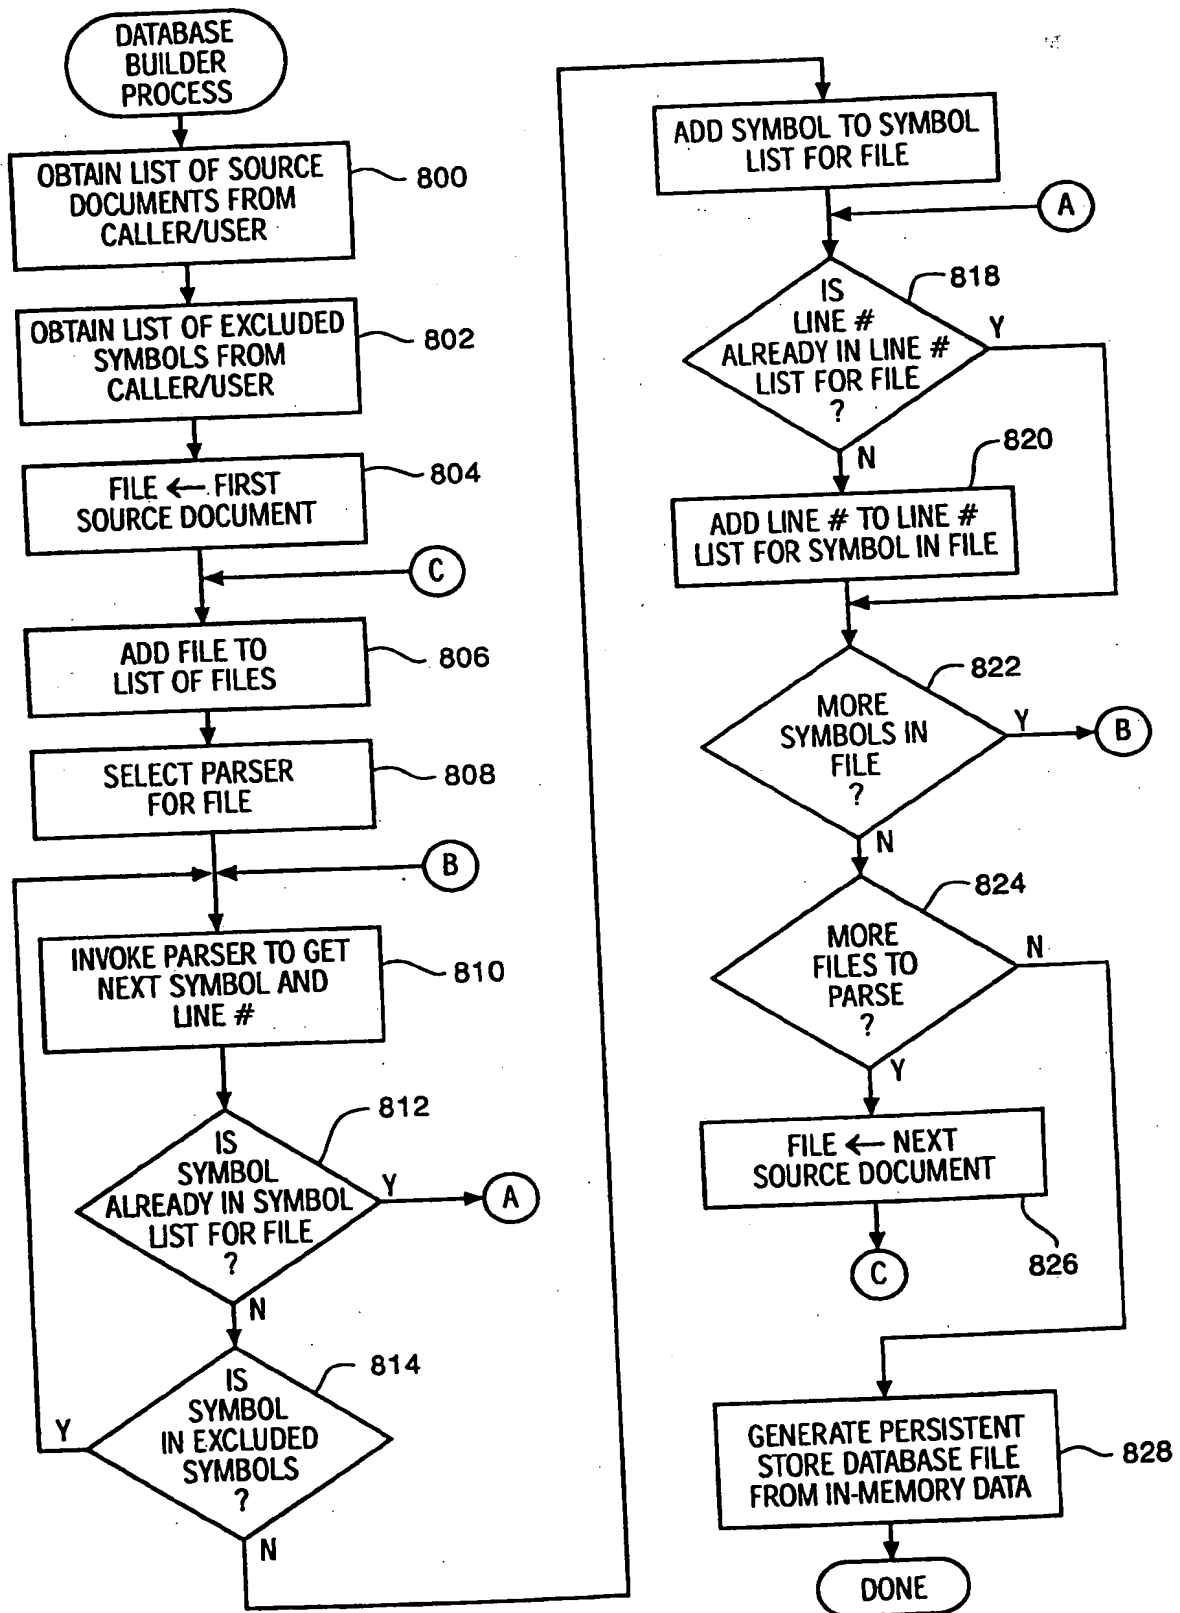 DATABASE
BUILDER
PROCESS
OBTAIN LIST OF SOURCE
DOCUMENTS FROM
CALLER/USER
800
OBTAIN LIST OF EXCLUDED
SYMBOLS FROM
CALLER/USER
802
FILE ← FIRST
SOURCE DOCUMENT
804
C
ADD FILE TO
LIST OF FILES
806
SELECT PARSER
FOR FILE
808
B
INVOKE PARSER TO GET
NEXT SYMBOL AND
LINE #
810
IS
SYMBOL
ALREADY IN SYMBOL
LIST FOR FILE
?
812
Y
A
N
IS
SYMBOL
IN EXCLUDED
SYMBOLS
?
814
Y
N
ADD SYMBOL TO SYMBOL
LIST FOR FILE
A
IS
LINE #
ALREADY IN LINE #
LIST FOR FILE
?
818
Y
N
820
ADD LINE # TO LINE #
LIST FOR SYMBOL IN FILE
MORE
SYMBOLS IN
FILE
?
822
Y
B
N
MORE
FILES TO
PARSE
?
824
N
Y
FILE ← NEXT
SOURCE DOCUMENT
826
C
GENERATE PERSISTENT
STORE DATABASE FILE
FROM IN-MEMORY DATA
828
DONE